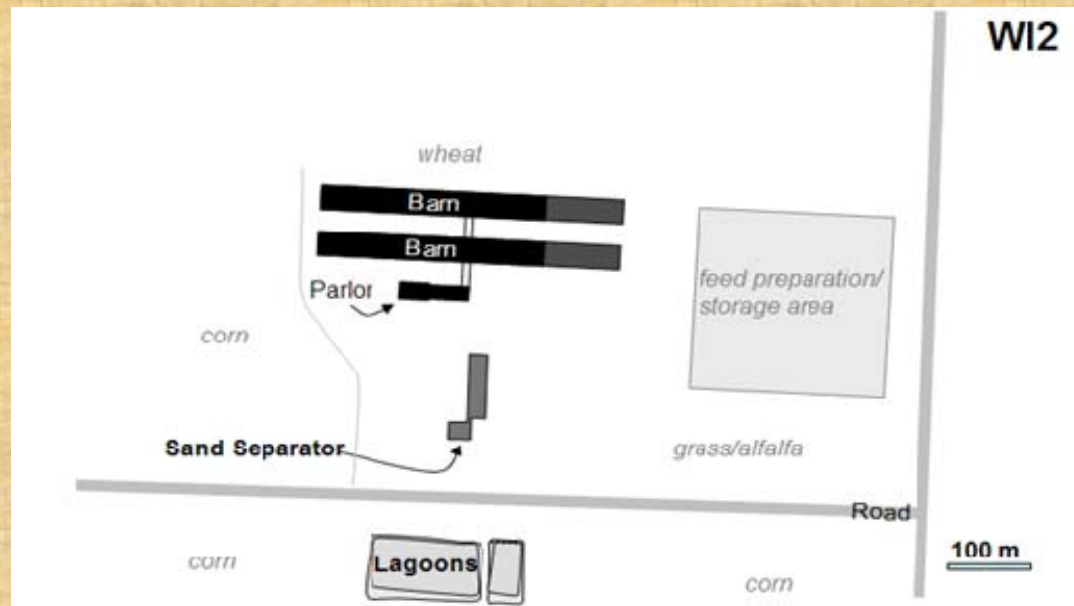 WI2
wheat
Barn
Barn
Parlor
feed preparation/
storage area
corn
Sand Separator
grass/alfalfa
Road
corn
Lagoons
corn
100 m